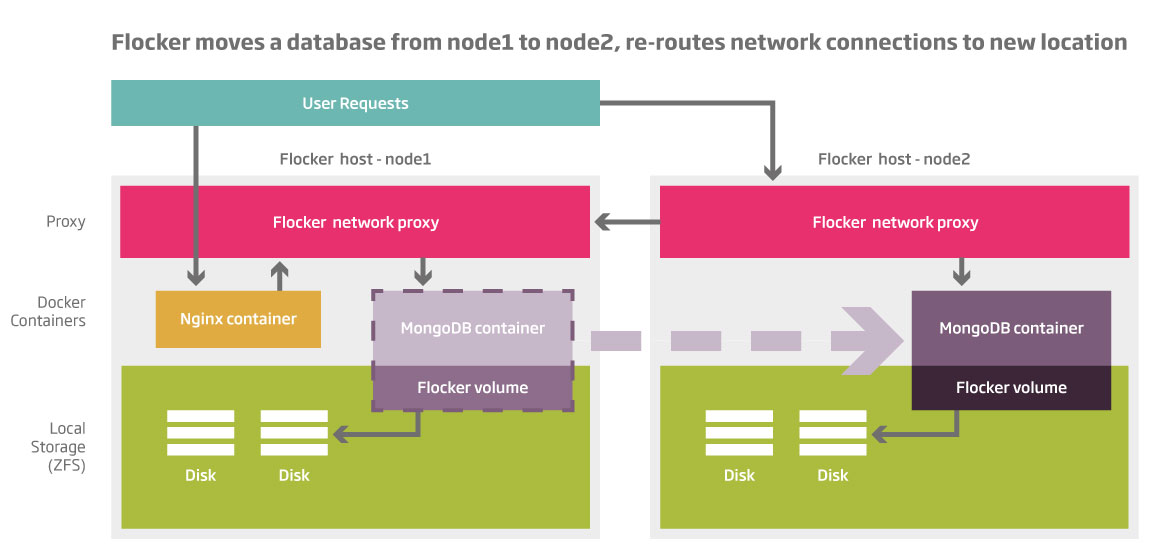 Flocker moves a database from node1 to node2, re-routes network connections to new location
User Requests
Flocker host - node1
Flocker host - node2
Proxy
Flocker network proxy
Flocker network proxy
Docker
Containers
Nginx container
MongoDB container
MongoDB container
Flocker volume
Flocker volume
Local
Storage
(ZFS)
Disk
Disk
Disk
Disk